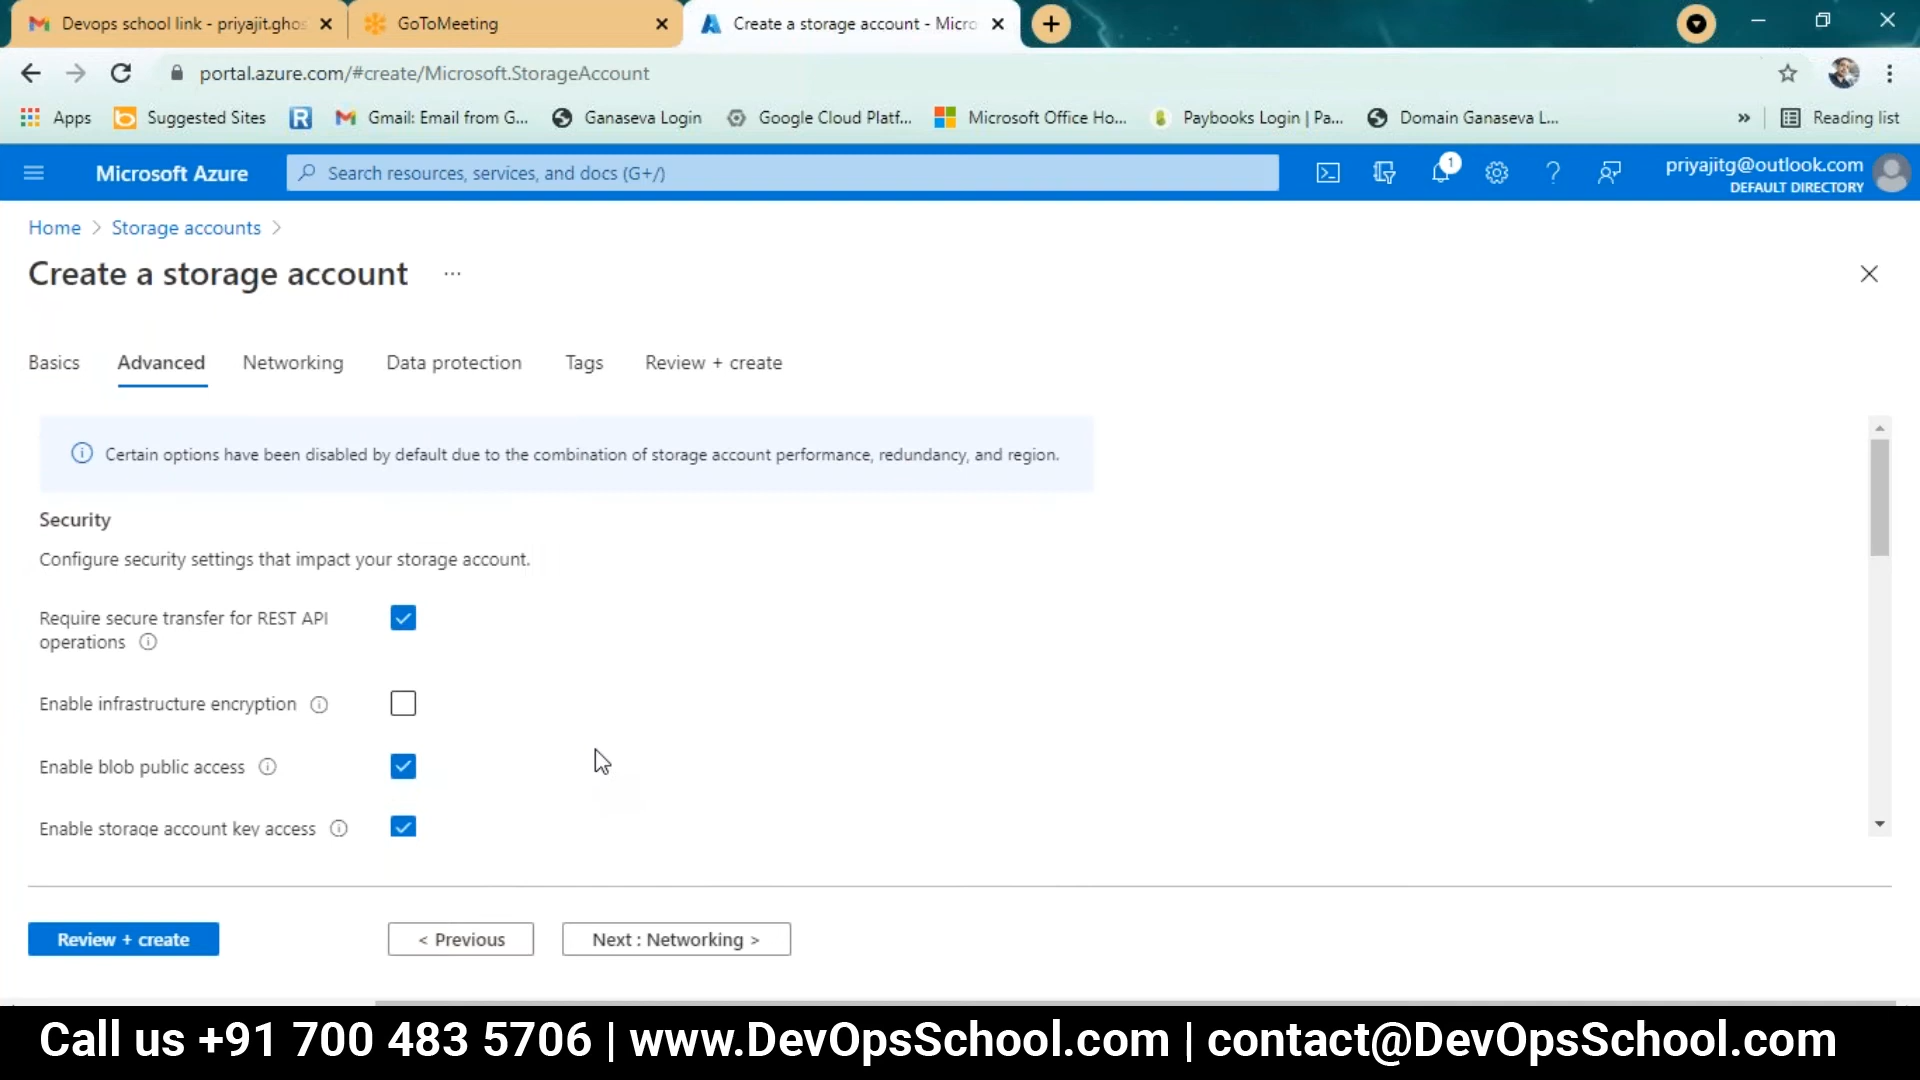 Devops school link - priyajit.ghos
GoToMeeting
Create a storage account - Micro
portal.azure.com/#create/Microsoft.StorageAccount
Apps
Suggested Sites
R
Gmail: Email from G...
Ganaseva Login
Google Cloud Platf...
Microsoft Office Ho...
Paybooks Login | Pa...
Domain Ganaseva L...
»
Reading list
Microsoft Azure
Search resources, services, and docs (G+/)
1
priyajitg@outlook.com
DEFAULT DIRECTORY
Home > Storage accounts >
Create a storage account ...
Basics
Advanced
Networking
Data protection
Tags
Review + create
Certain options have been disabled by default due to the combination of storage account performance, redundancy, and region.
Security
Configure security settings that impact your storage account.
Require secure transfer for REST API
operations
Enable infrastructure encryption
Enable blob public access
Enable storage account key access
Review + create
< Previous
Next : Networking >
Call us +91 700 483 5706 | www.DevOpsSchool.com | contact@DevOpsSchool.com